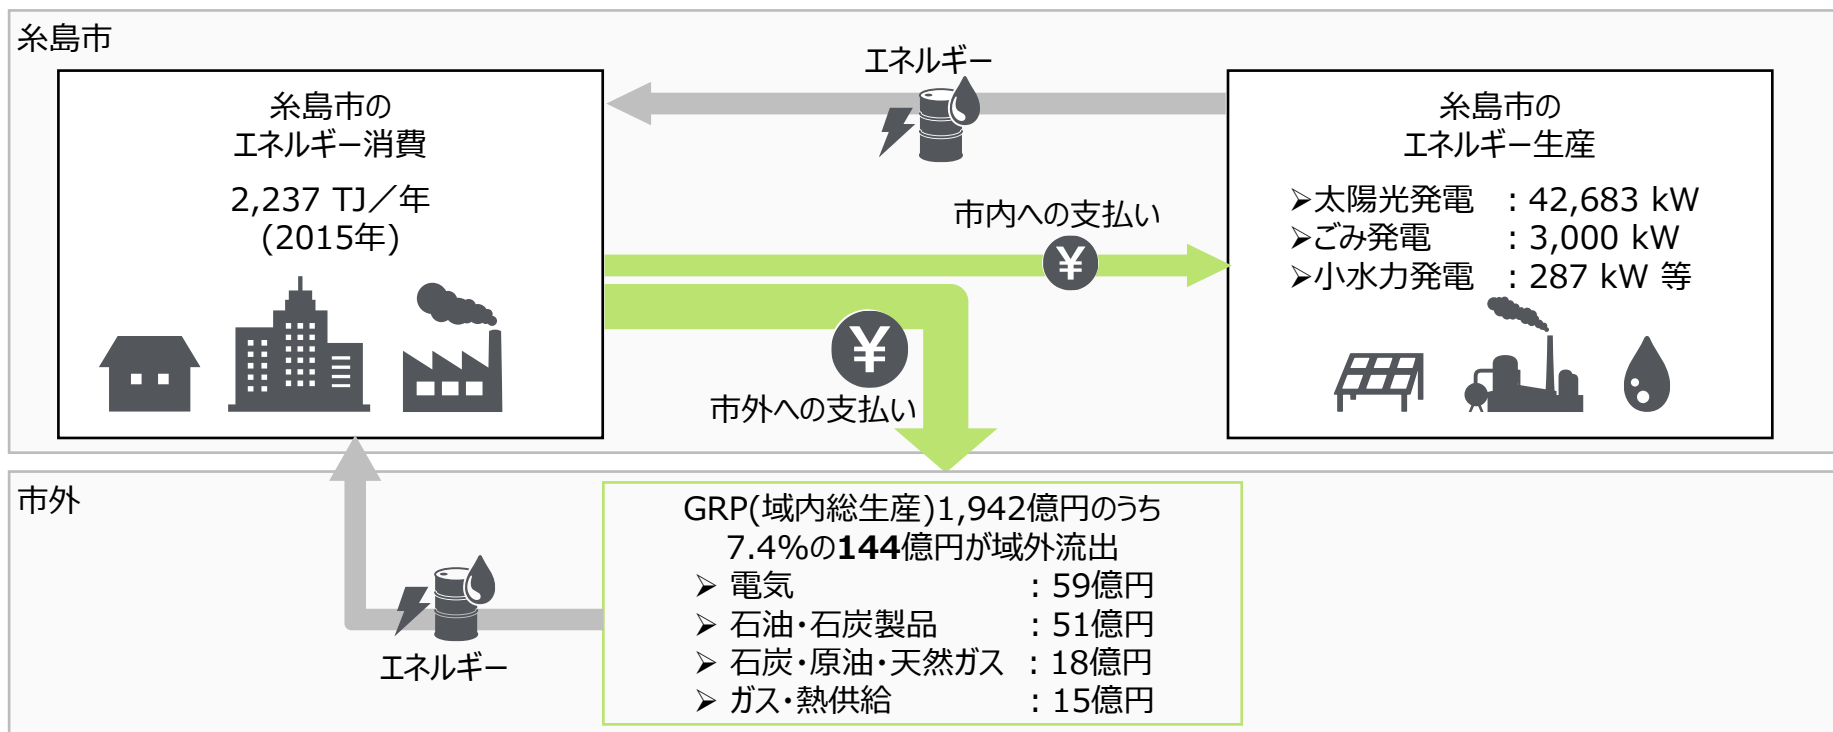 糸島市
エネルギー
糸島市の
エネルギー消費
2,237 TJ／年
(2015年)
糸島市の
エネルギー生産
➢太陽光発電 : 42,683 kW
➢ごみ発電 : 3,000 kW
➢小水力発電 : 287 kW 等
市内への支払い
¥
¥
市外への支払い
市外
GRP(域内総生産)1,942億円のうち
7.4%の144億円が域外流出
➢ 電気 : 59億円
➢ 石油・石炭製品 : 51億円
➢ 石炭・原油・天然ガス : 18億円
➢ ガス・熱供給 : 15億円
エネルギー